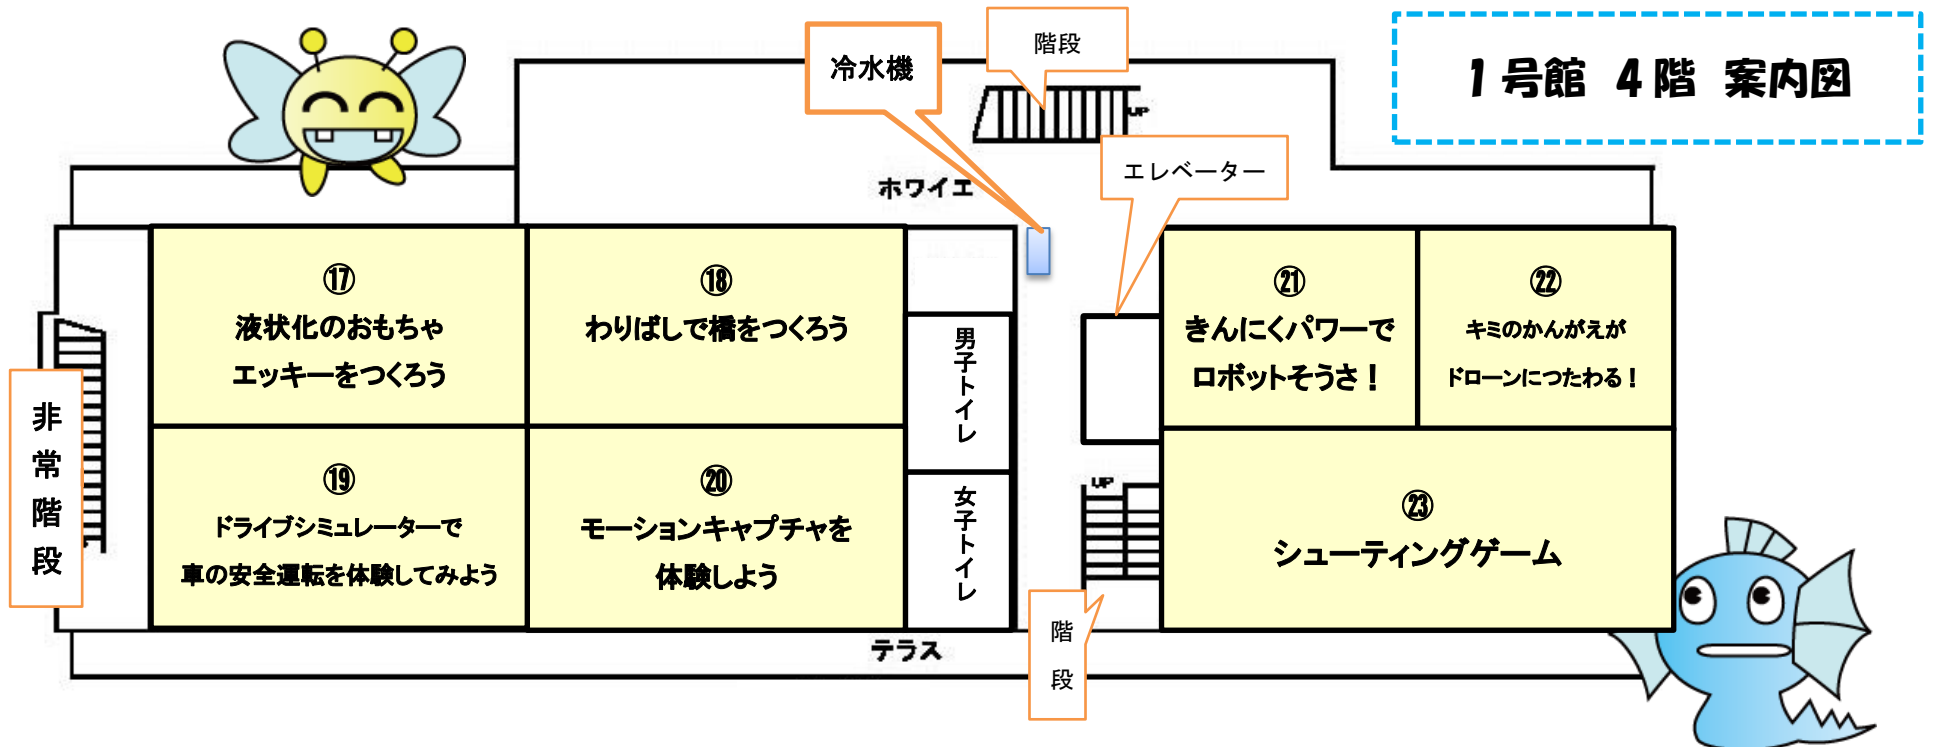 1号館 4階 案内図
冷水機
階段
UP
エレベーター
ホワイエ
⑰
液状化のおもちゃ
エッキーをつくろう
⑱
わりばしで橋をつくろう
男子トイレ
㉑
きんにくパワーで
ロボットそうさ！
㉒
キミのかんがえが
ドローンにつたわる！
非常階段
⑲
ドライブシミュレーターで
車の安全運転を体験してみよう
⑳
モーションキャプチャを
体験しよう
女子トイレ
UP
㉓
シューティングゲーム
階段
テラス